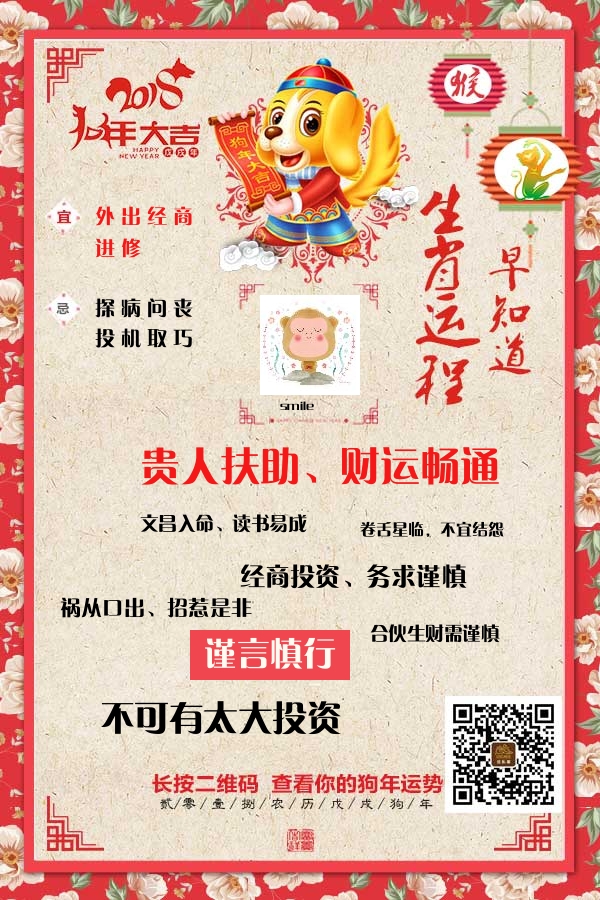 2018
狗年大吉
HAPPY
NEW YEAR 戊戌年
狗年大吉
猴
宜
外出经商
进修
忌
探病问丧
投机取巧
生肖运程
早知道
smile
HAPPY CHINESE NEW YEAR
贵人扶助、财运畅通
文昌入命、读书易成
卷舌星临，不宜结怨
经商投资、务求谨慎
祸从口出、招惹是非
合伙生财需谨慎
谨言慎行
不可有太大投资
长按二维码 查看你的狗年运势
贰/零/壹/捌/农/历/戊/戌/狗/年